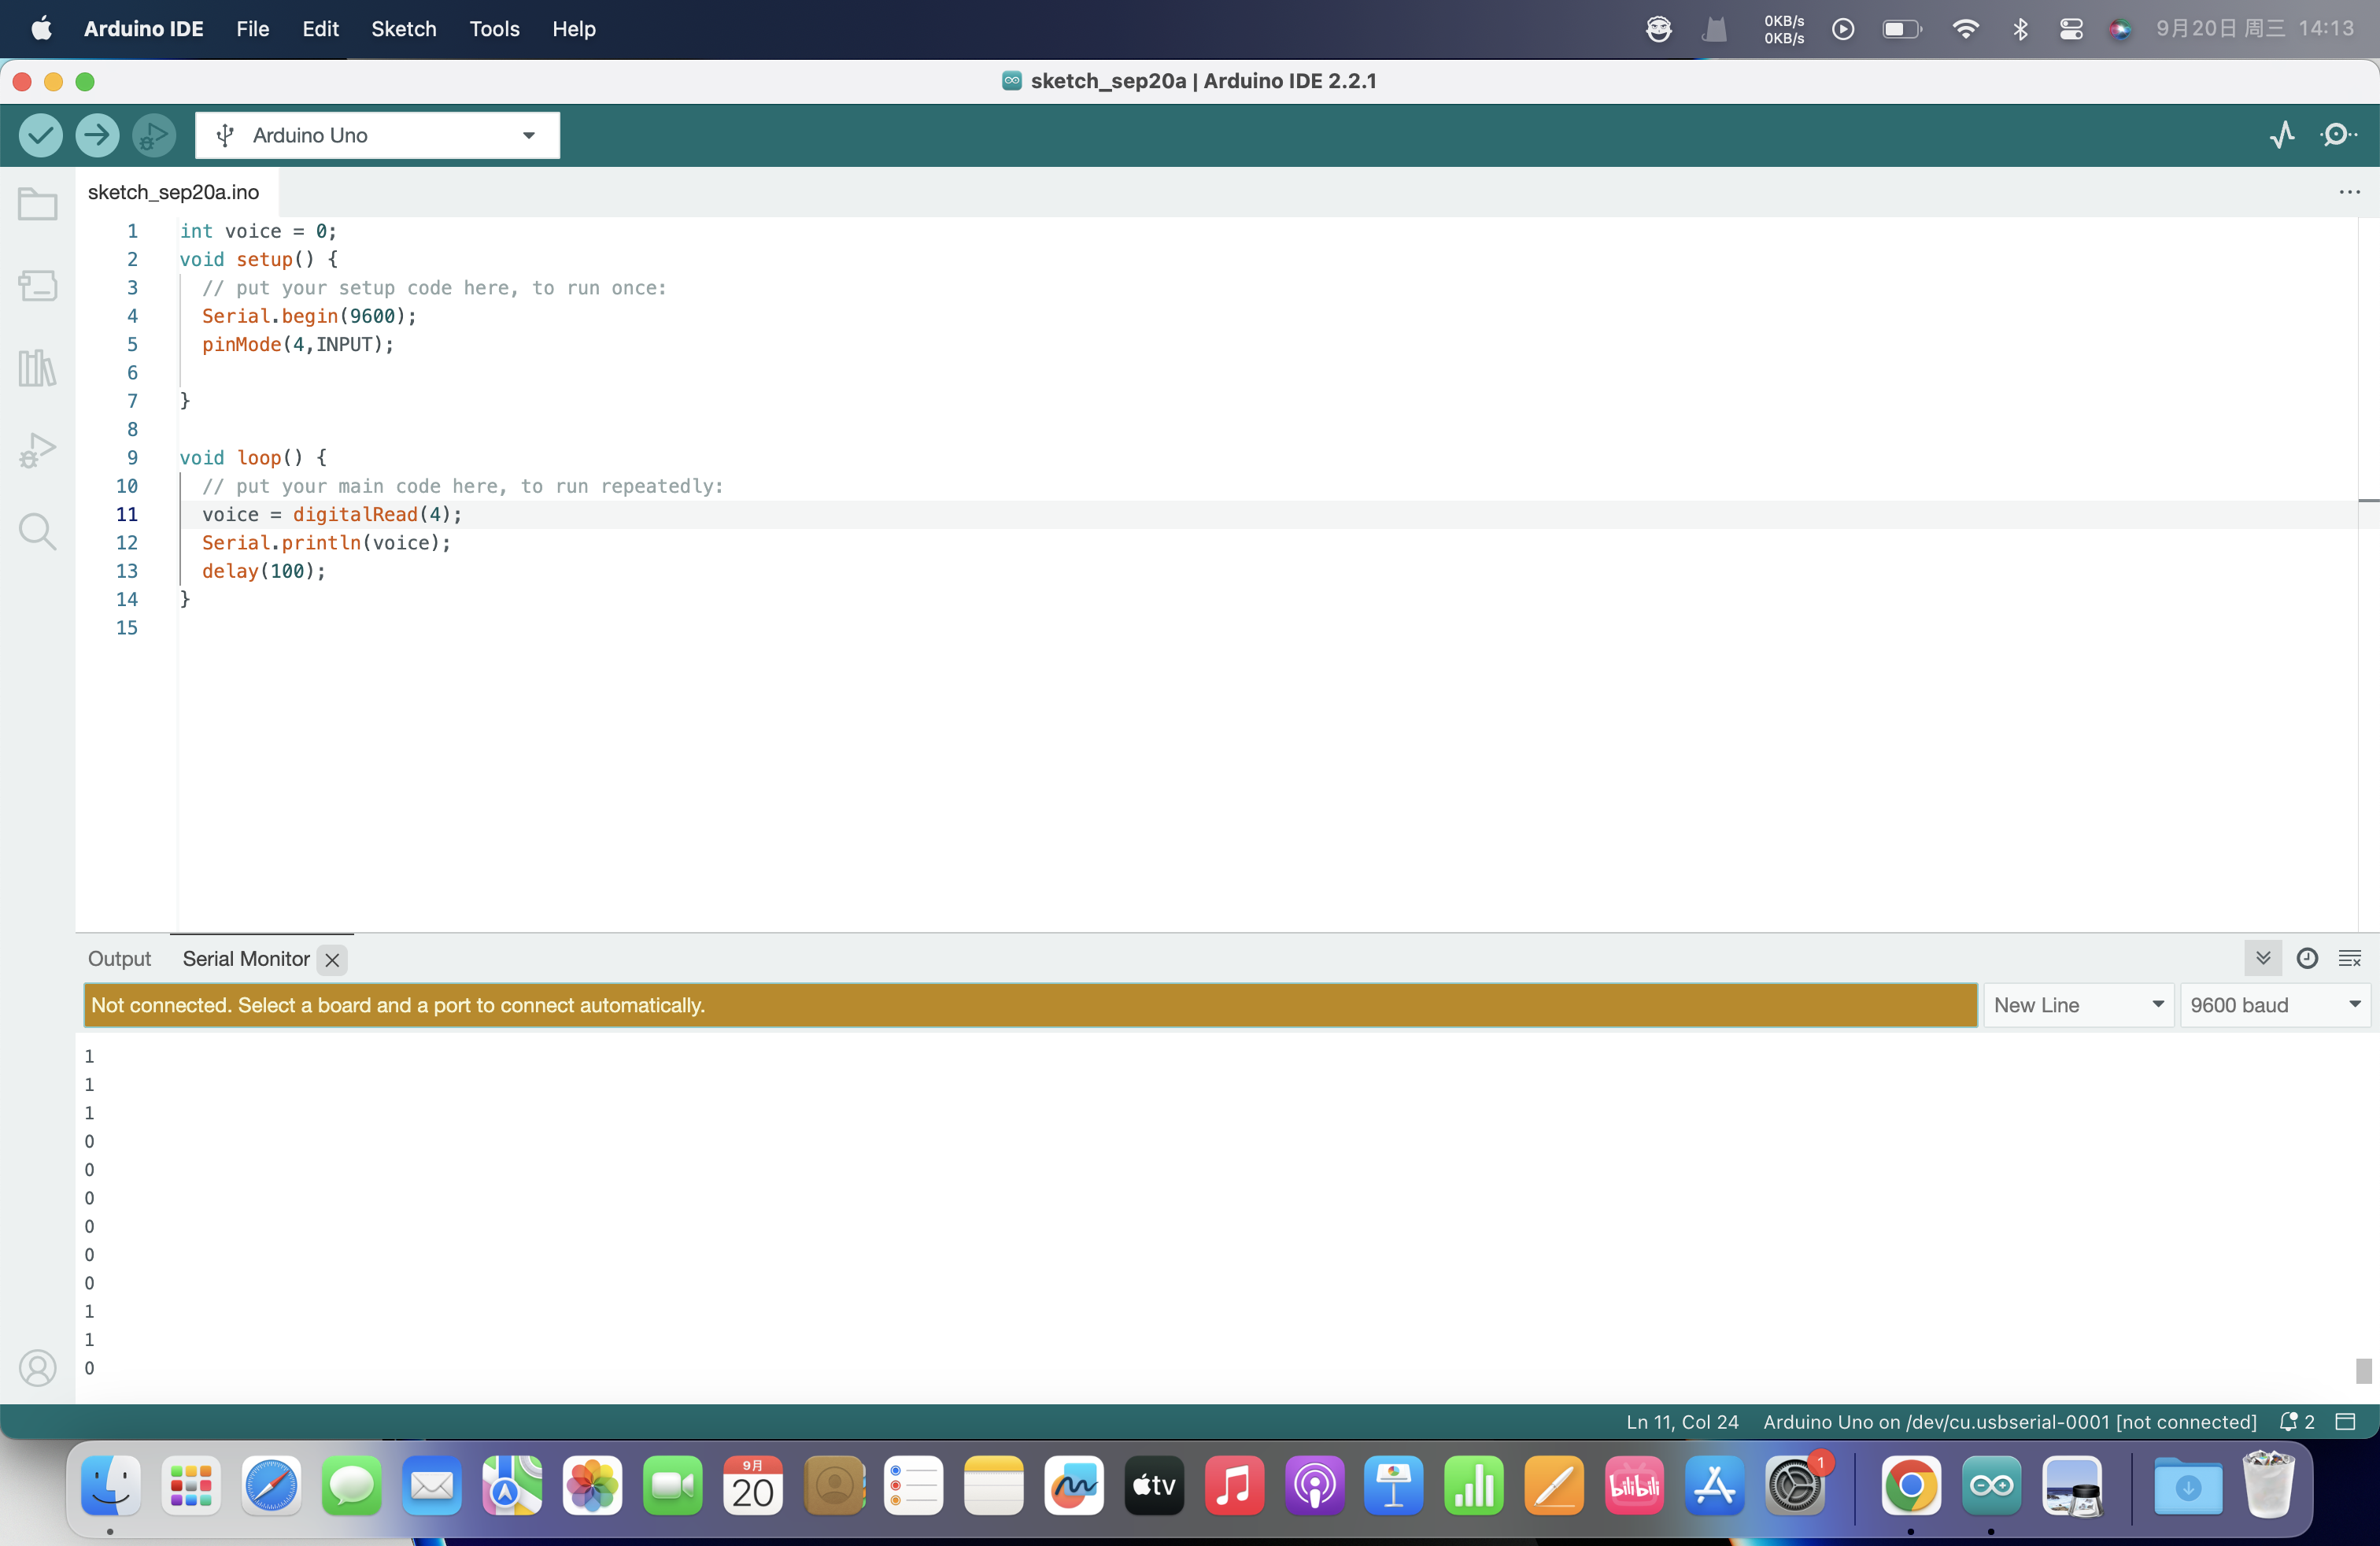 Arduino IDE File Edit Sketch Tools Help 0KB/s 0KB/s 9月20日 周三 14:13
sketch_sep20a | Arduino IDE 2.2.1
Arduino Uno
sketch_sep20a.ino
1 int voice = 0;
2 void setup() {
3 // put your setup code here, to run once:
4 Serial.begin(9600);
5 pinMode(4,INPUT);
6
7 }
8
9 void loop() {
10 // put your main code here, to run repeatedly:
11 voice = digitalRead(4);
12 Serial.println(voice);
13 delay(100);
14 }
15
Output Serial Monitor
Not connected. Select a board and a port to connect automatically. New Line 9600 baud
1
1
1
0
0
0
0
0
0
1
1
0
Ln 11, Col 24 Arduino Uno on /dev/cu.usbserial-0001 [not connected] 2
9月
20
tv
bilibili
1